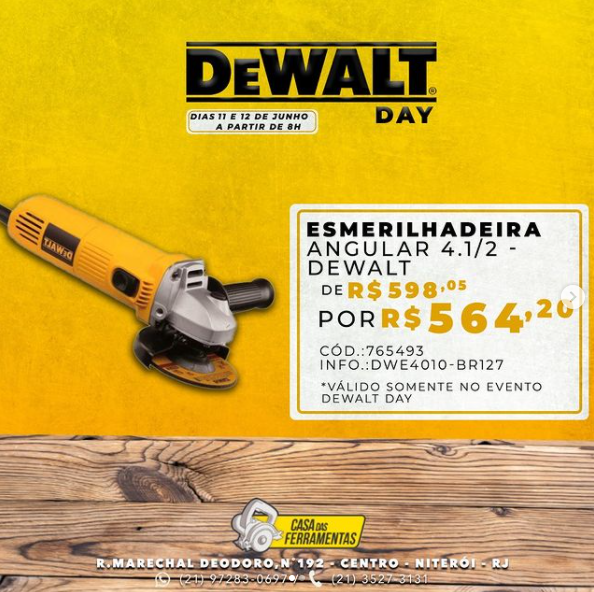 DEWALT®
DAY
DIAS 11 E 12 DE JUNHO
A PARTIR DE 8H
DEWALT
ESMERILHADEIRA
ANGULAR 4.1/2 -
DEWALT
DE R$ 598,05
POR R$ 564,20
CÓD.:765493
INFO.:DWE4010-BR127
*VÁLIDO SOMENTE NO EVENTO
DEWALT DAY
CASA DAS
FERRAMENTAS
R.MARECHAL DEODORO,N°192 - CENTRO - NITERÓI - RJ
(21) 97283-0697 / (21) 3527-3131